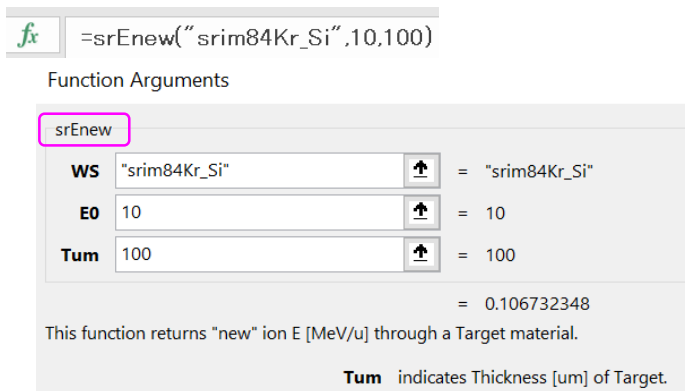 fx =srEnew("srim84Kr_Si",10,100)
Function Arguments
srEnew
WS "srim84Kr_Si" = "srim84Kr_Si"
E0 10 = 10
Tum 100 = 100
= 0.106732348
This function returns "new" ion E [MeV/u] through a Target material.
Tum indicates Thickness [um] of Target.